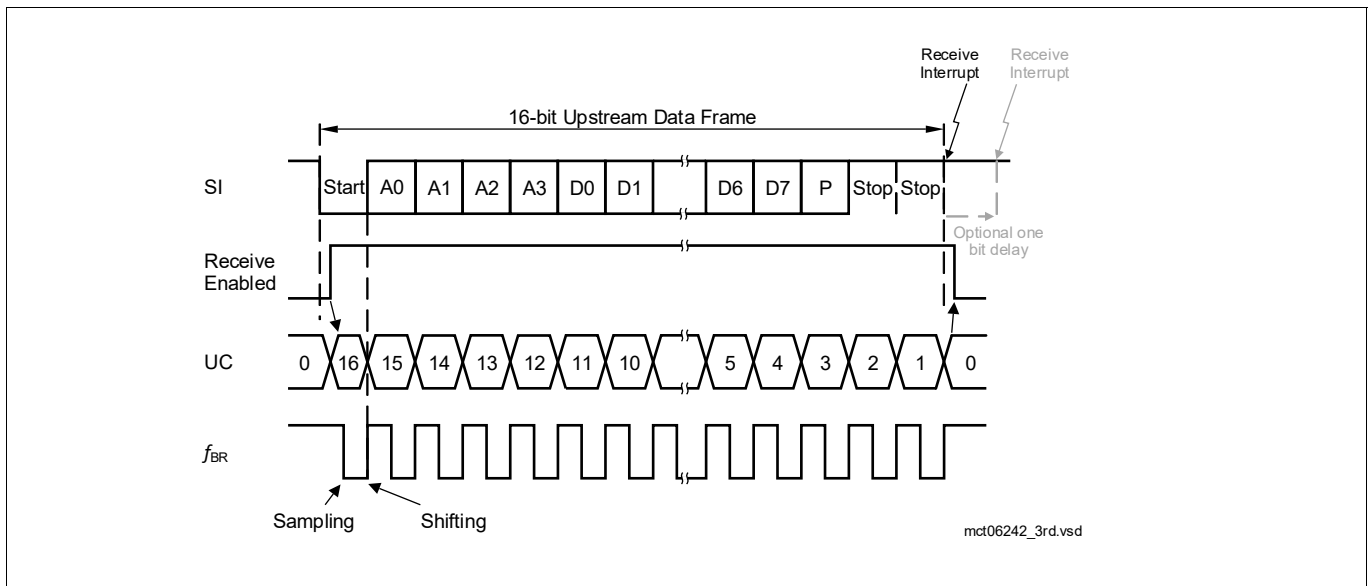 Receive
Interrupt
Receive
Interrupt
16-bit Upstream Data Frame
SI
Start A0 A1 A2 A3 D0 D1 D6 D7 P Stop Stop
Optional one
bit delay
Receive
Enabled
UC
0 16 15 14 13 12 11 10 5 4 3 2 1 0
fBR
Sampling
Shifting
mct06242_3rd.vsd